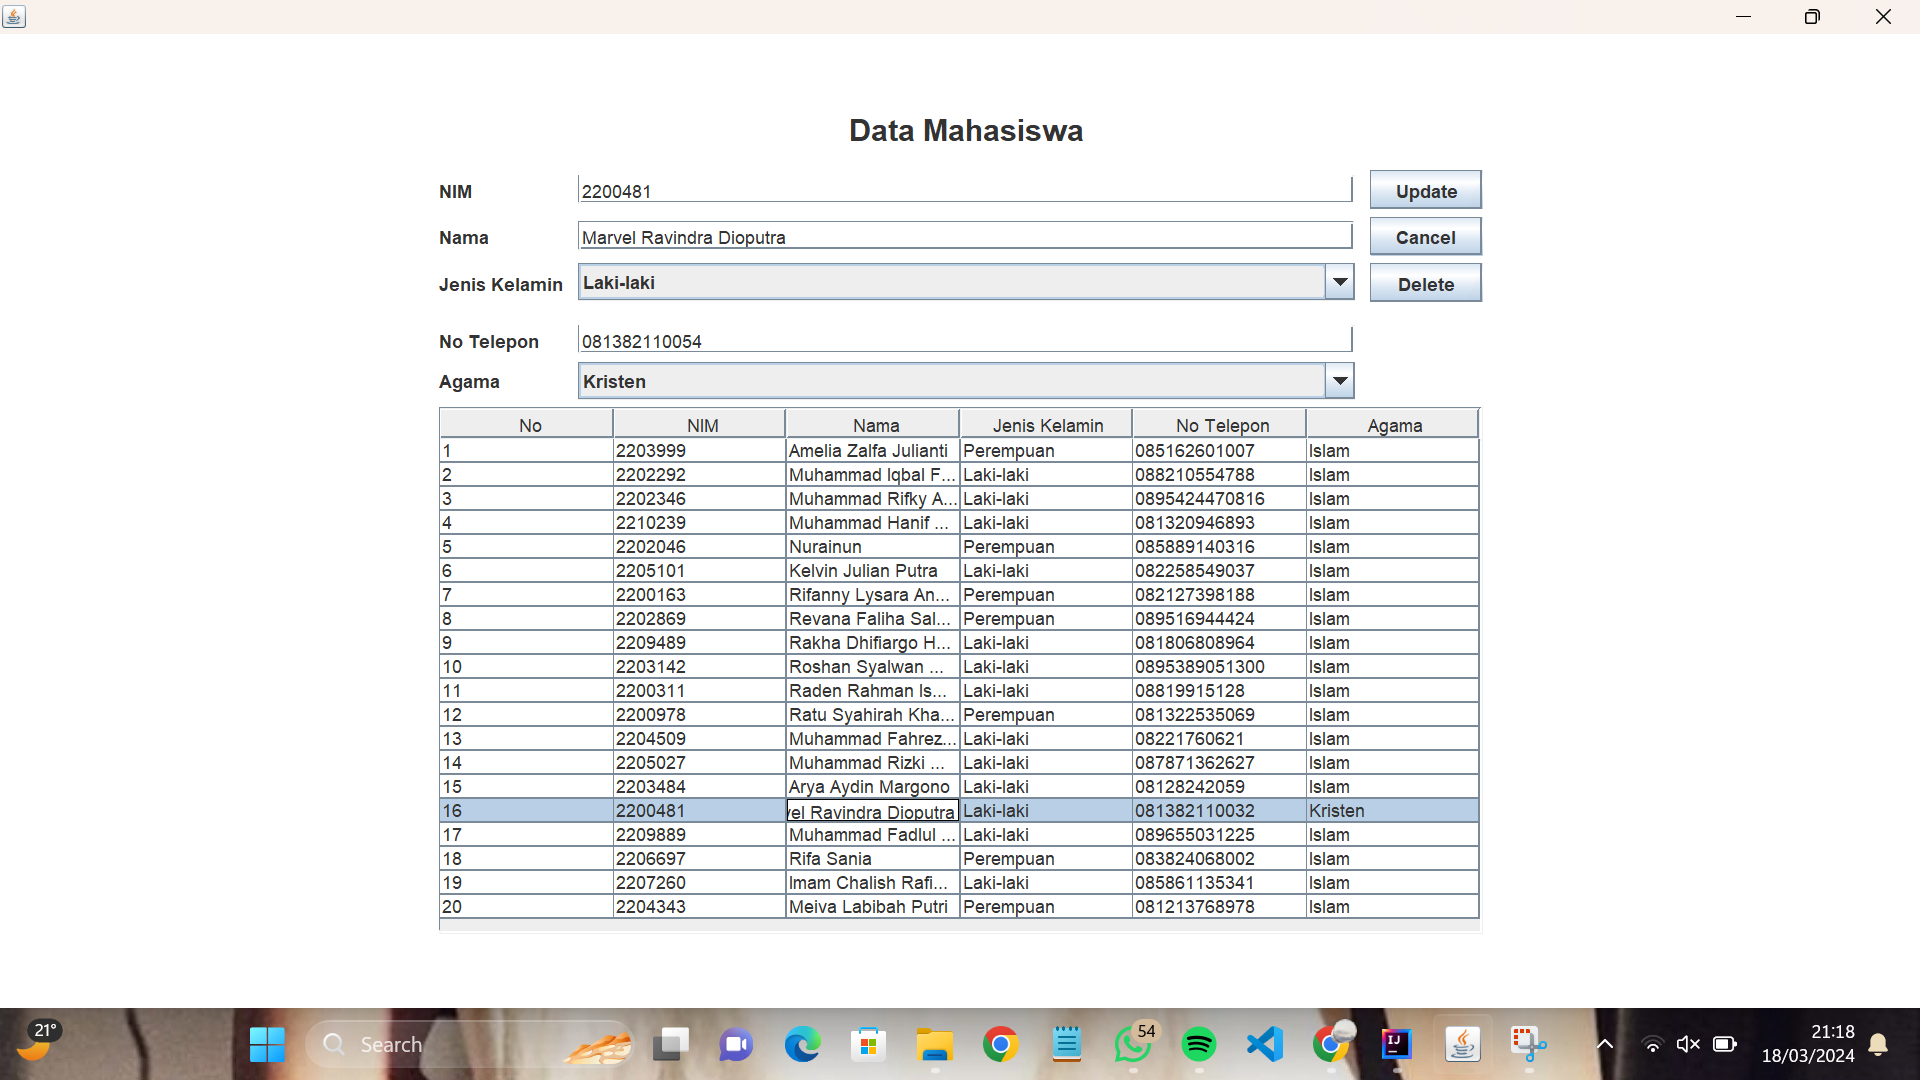 Data Mahasiswa
NIM 2200481 Update
Nama Marvel Ravindra Dioputra Cancel
Jenis Kelamin Laki-laki Delete
No Telepon 081382110054
Agama Kristen
No NIM Nama Jenis Kelamin No Telepon Agama
1 2203999 Amelia Zalfa Julianti Perempuan 085162601007 Islam
2 2202292 Muhammad Iqbal F... Laki-laki 088210554788 Islam
3 2202346 Muhammad Rifky A... Laki-laki 0895424470816 Islam
4 2210239 Muhammad Hanif ... Laki-laki 081320946893 Islam
5 2202046 Nurainun Perempuan 085889140316 Islam
6 2205101 Kelvin Julian Putra Laki-laki 082258549037 Islam
7 2200163 Rifanny Lysara An... Perempuan 082127398188 Islam
8 2202869 Revana Faliha Sal... Perempuan 089516944424 Islam
9 2209489 Rakha Dhifiargo H... Laki-laki 081806808964 Islam
10 2203142 Roshan Syalwan ... Laki-laki 0895389051300 Islam
11 2200311 Raden Rahman Is... Laki-laki 08819915128 Islam
12 2200978 Ratu Syahirah Kha... Perempuan 081322535069 Islam
13 2204509 Muhammad Fahrez... Laki-laki 08221760621 Islam
14 2205027 Muhammad Rizki ... Laki-laki 087871362627 Islam
15 2203484 Arya Aydin Margono Laki-laki 08128242059 Islam
16 2200481 vel Ravindra Dioputra Laki-laki 081382110032 Kristen
17 2209889 Muhammad Fadlul ... Laki-laki 089655031225 Islam
18 2206697 Rifa Sania Perempuan 083824068002 Islam
19 2207260 Imam Chalish Rafi... Laki-laki 085861135341 Islam
20 2204343 Meiva Labibah Putri Perempuan 081213768978 Islam
21° Search 54 IJ 21:18
18/03/2024